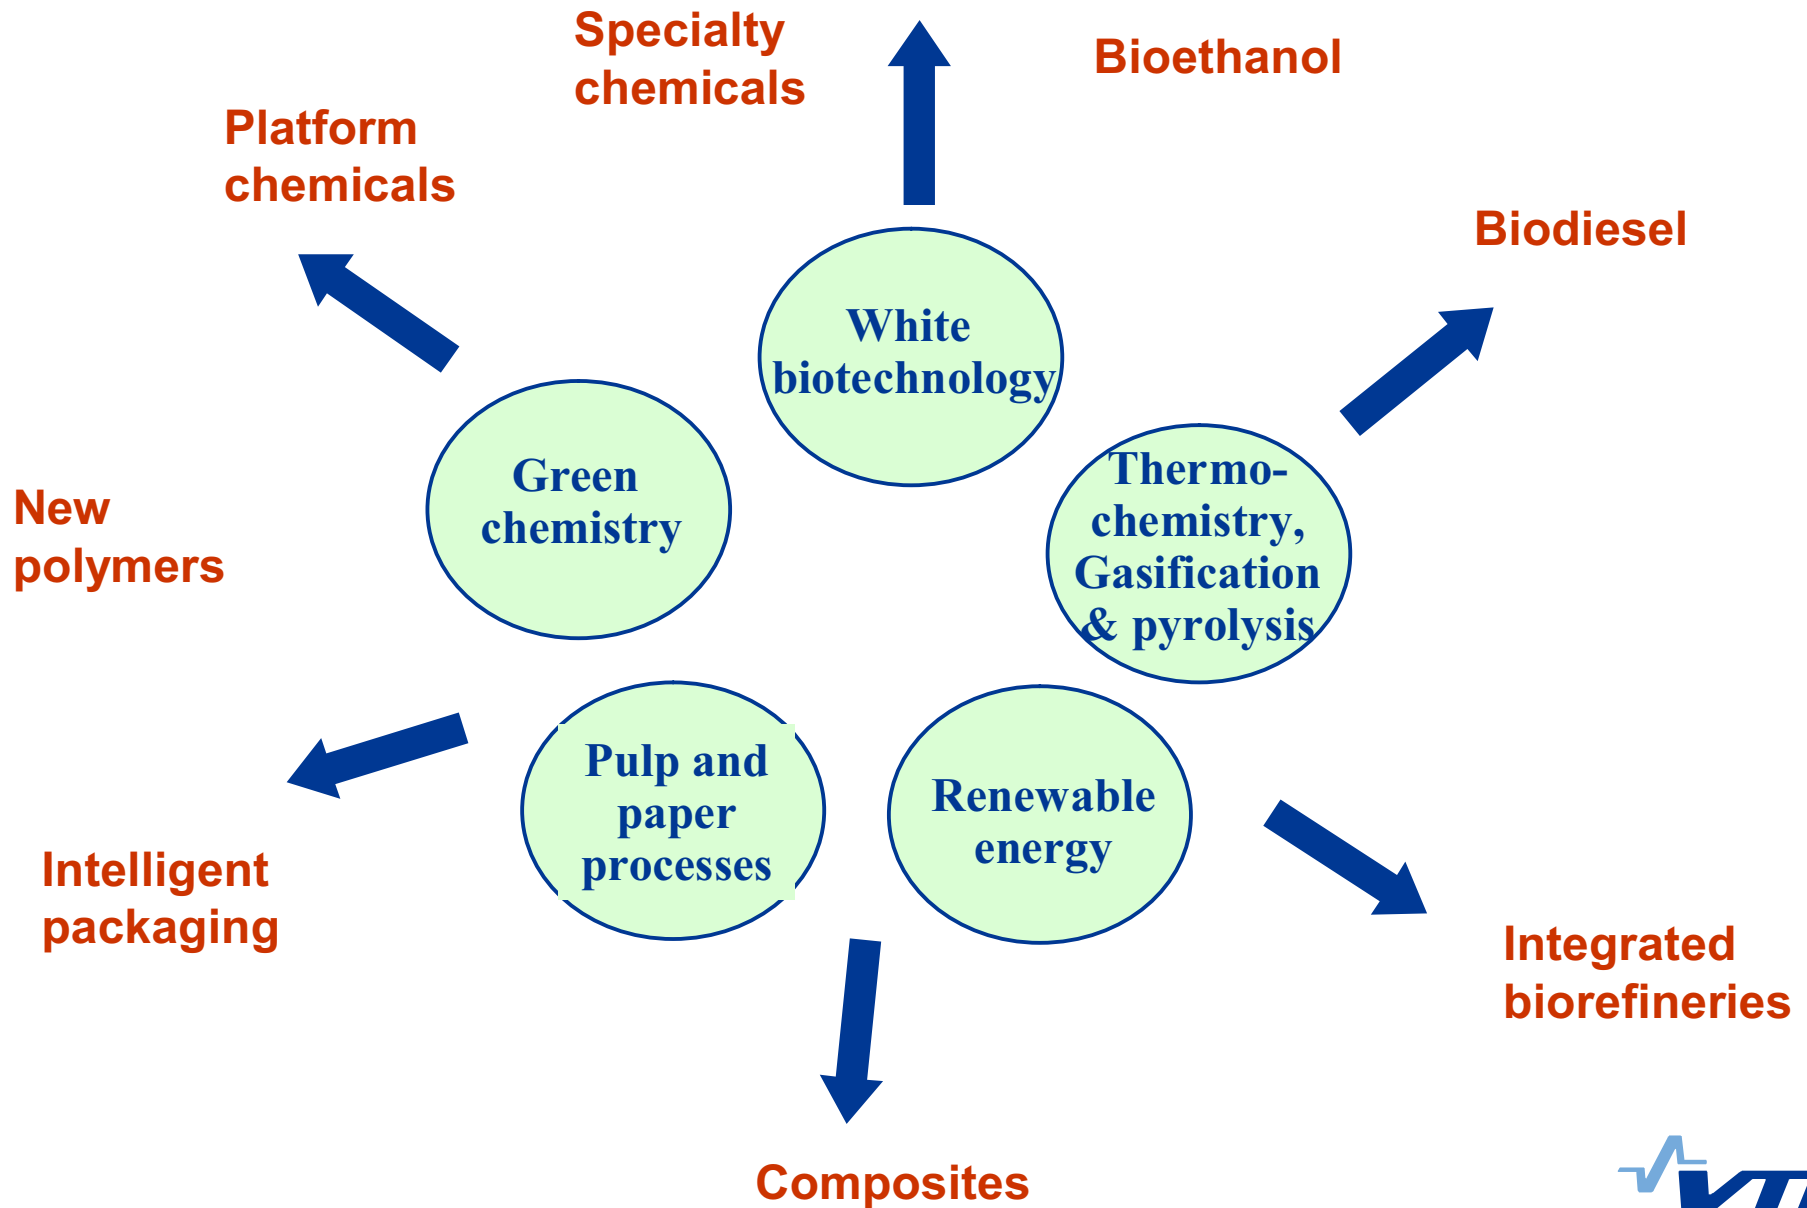 Specialty
chemicals
Bioethanol
Platform
chemicals
Biodiesel
White
biotechnology
Green
chemistry
Thermo-
chemistry,
Gasification
& pyrolysis
New
polymers
Pulp and
paper
processes
Renewable
energy
Intelligent
packaging
Integrated
biorefineries
Composites